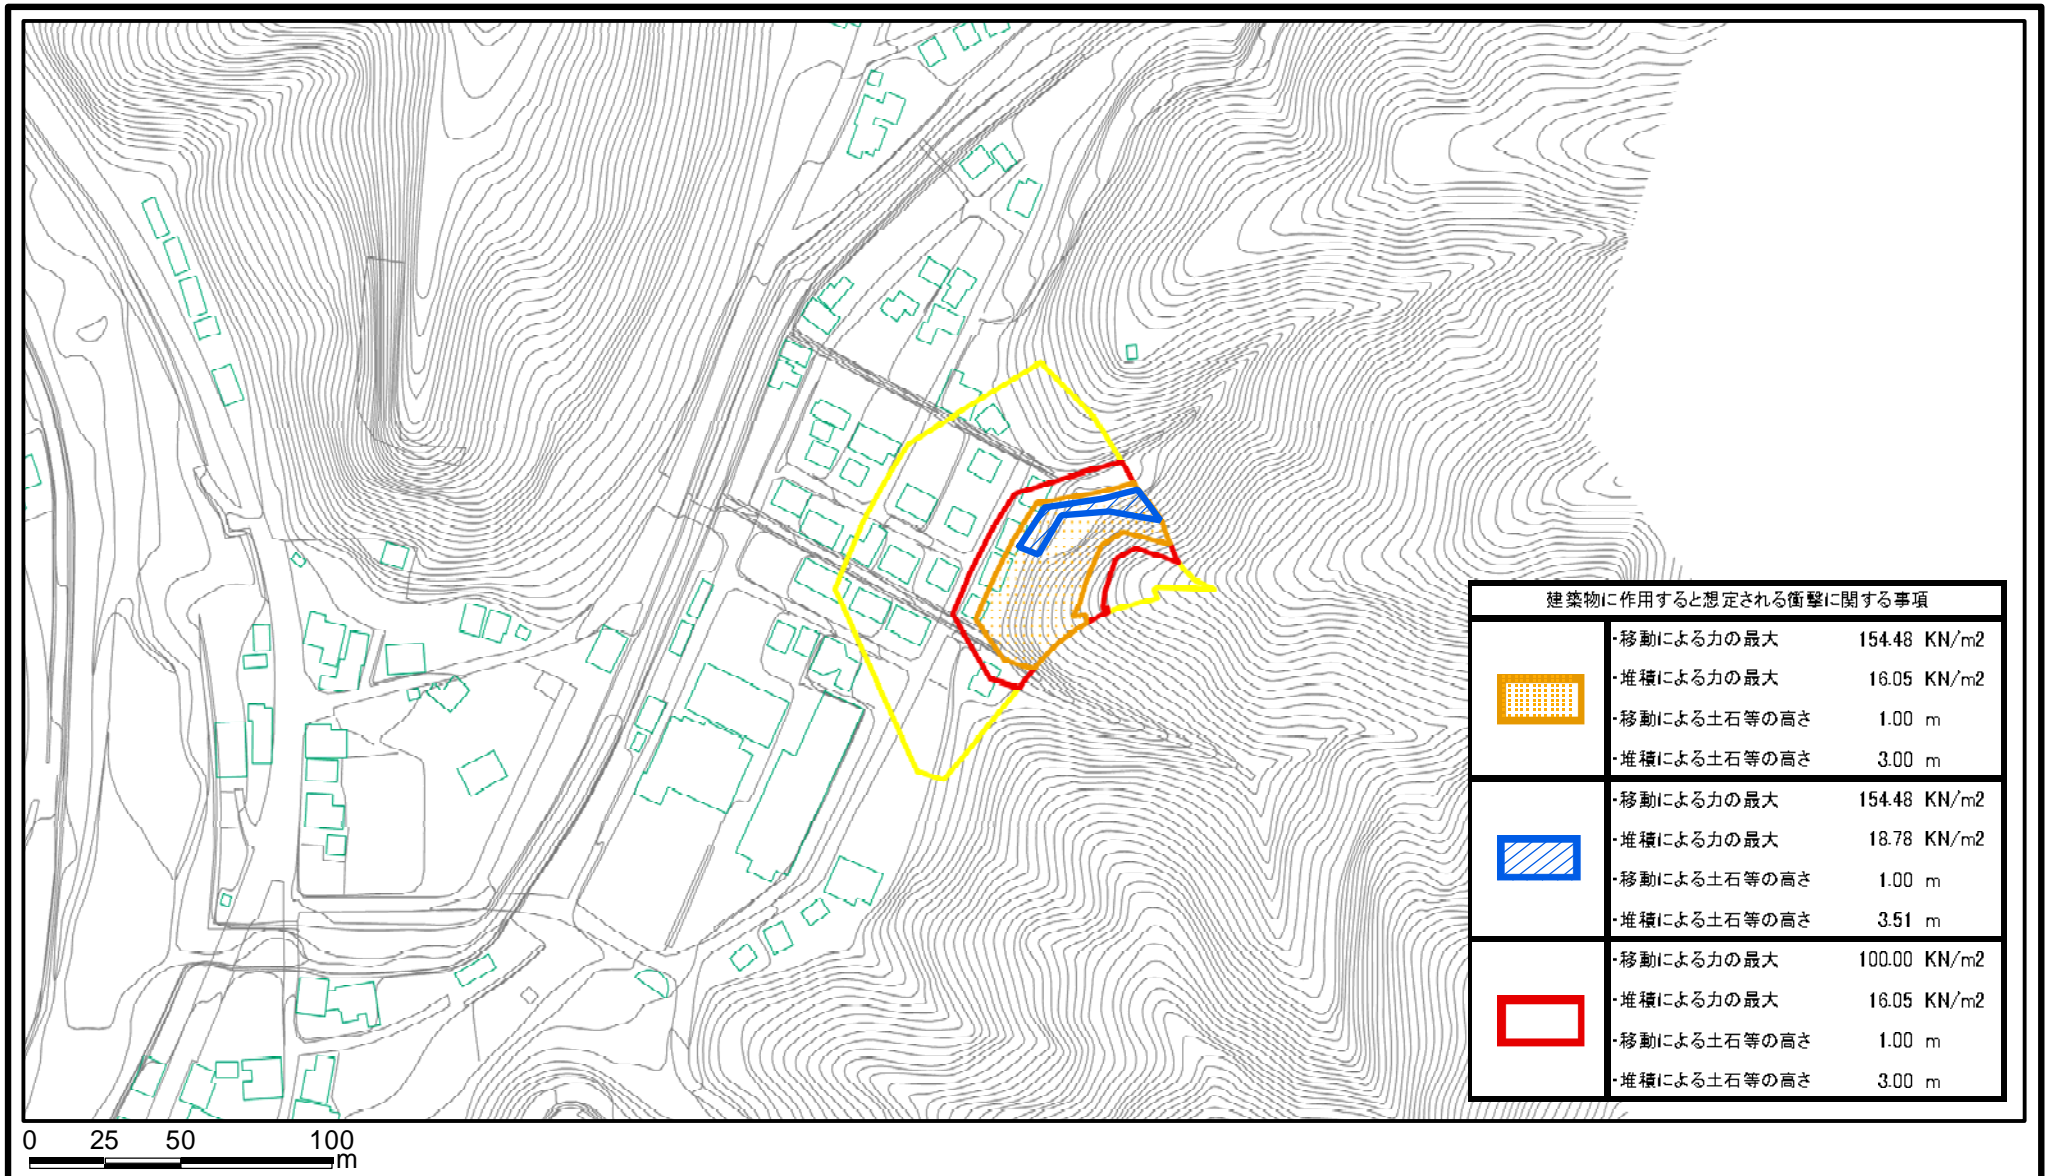 建築物に作用すると想定される衝撃に関する事項
･移動による力の最大 154.48 KN/m2
･堆積による力の最大 16.05 KN/m2
･移動による土石等の高さ 1.00 m
･堆積による土石等の高さ 3.00 m
･移動による力の最大 154.48 KN/m2
･堆積による力の最大 18.78 KN/m2
･移動による土石等の高さ 1.00 m
･堆積による土石等の高さ 3.51 m
･移動による力の最大 100.00 KN/m2
･堆積による力の最大 16.05 KN/m2
･移動による土石等の高さ 1.00 m
･堆積による土石等の高さ 3.00 m
0 25 50 100
m